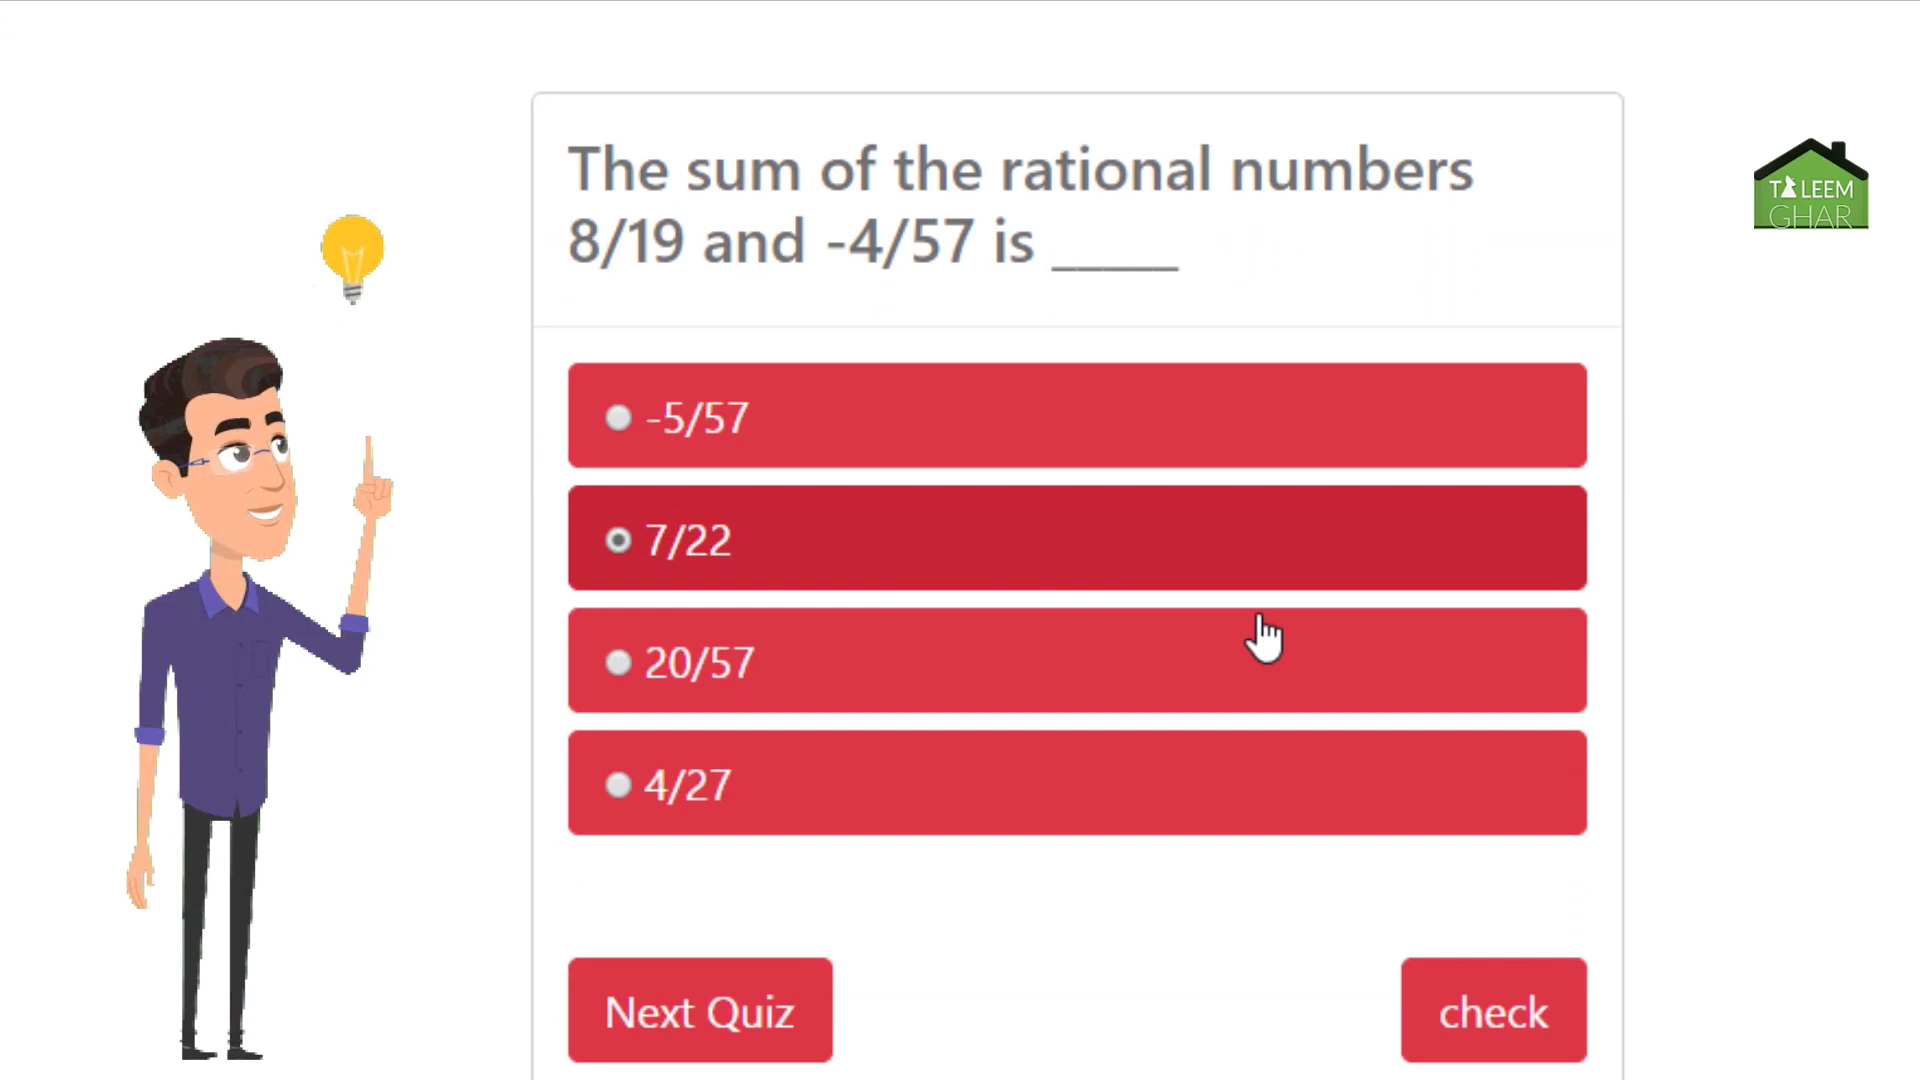 The sum of the rational numbers
8/19 and -4/57 is _____
TALEEM
GHAR
-5/57
7/22
20/57
4/27
Next Quiz
check